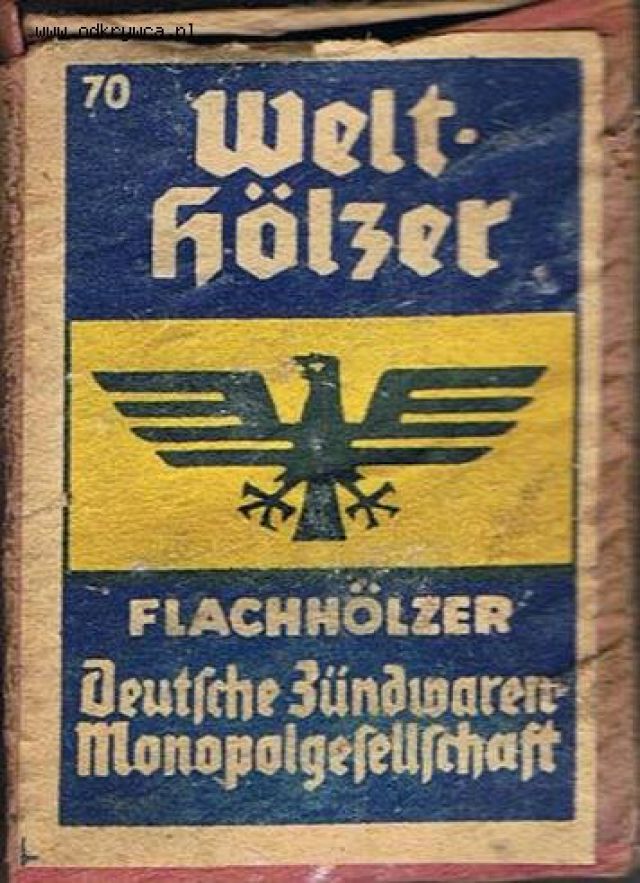 www.odkrywca.pl
70
Welt-
Hölzer
FLACHHÖLZER
Deutsche Zündwaren-
Monopolgesellschaft